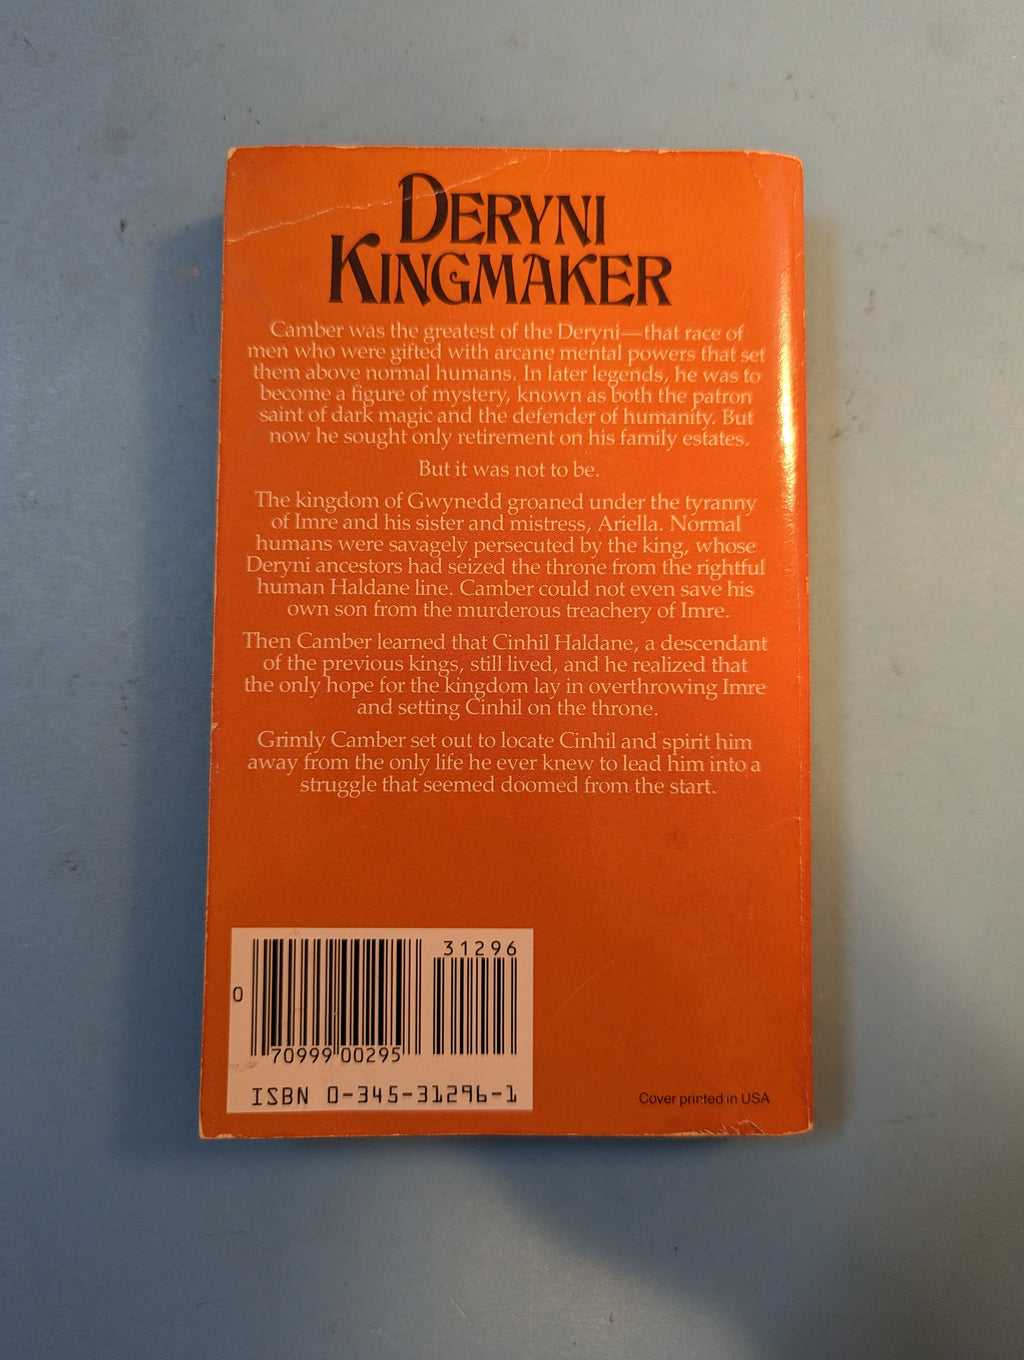 DERYNI
KINGMAKER
Camber was the greatest of the Deryni—that race of
men who were gifted with arcane mental powers that set
them above normal humans. In later legends, he was to
become a figure of mystery, known as both the patron
saint of dark magic and the defender of humanity. But
now he sought only retirement on his family estates.
But it was not to be.
The kingdom of Gwynedd groaned under the tyranny
of Imre and his sister and mistress, Ariella. Normal
humans were savagely persecuted by the king, whose
Deryni ancestors had seized the throne from the rightful
human Haldane line. Camber could not even save his
own son from the murderous treachery of Imre.
Then Camber learned that Cinhil Haldane, a descendant
of the previous kings, still lived, and he realized that
the only hope for the kingdom lay in overthrowing Imre
and setting Cinhil on the throne.
Grimly Camber set out to locate Cinhil and spirit him
away from the only life he ever knew to lead him into a
struggle that seemed doomed from the start.
31296
0
70999 00295
ISBN 0-345-31296-1
Cover printed in USA